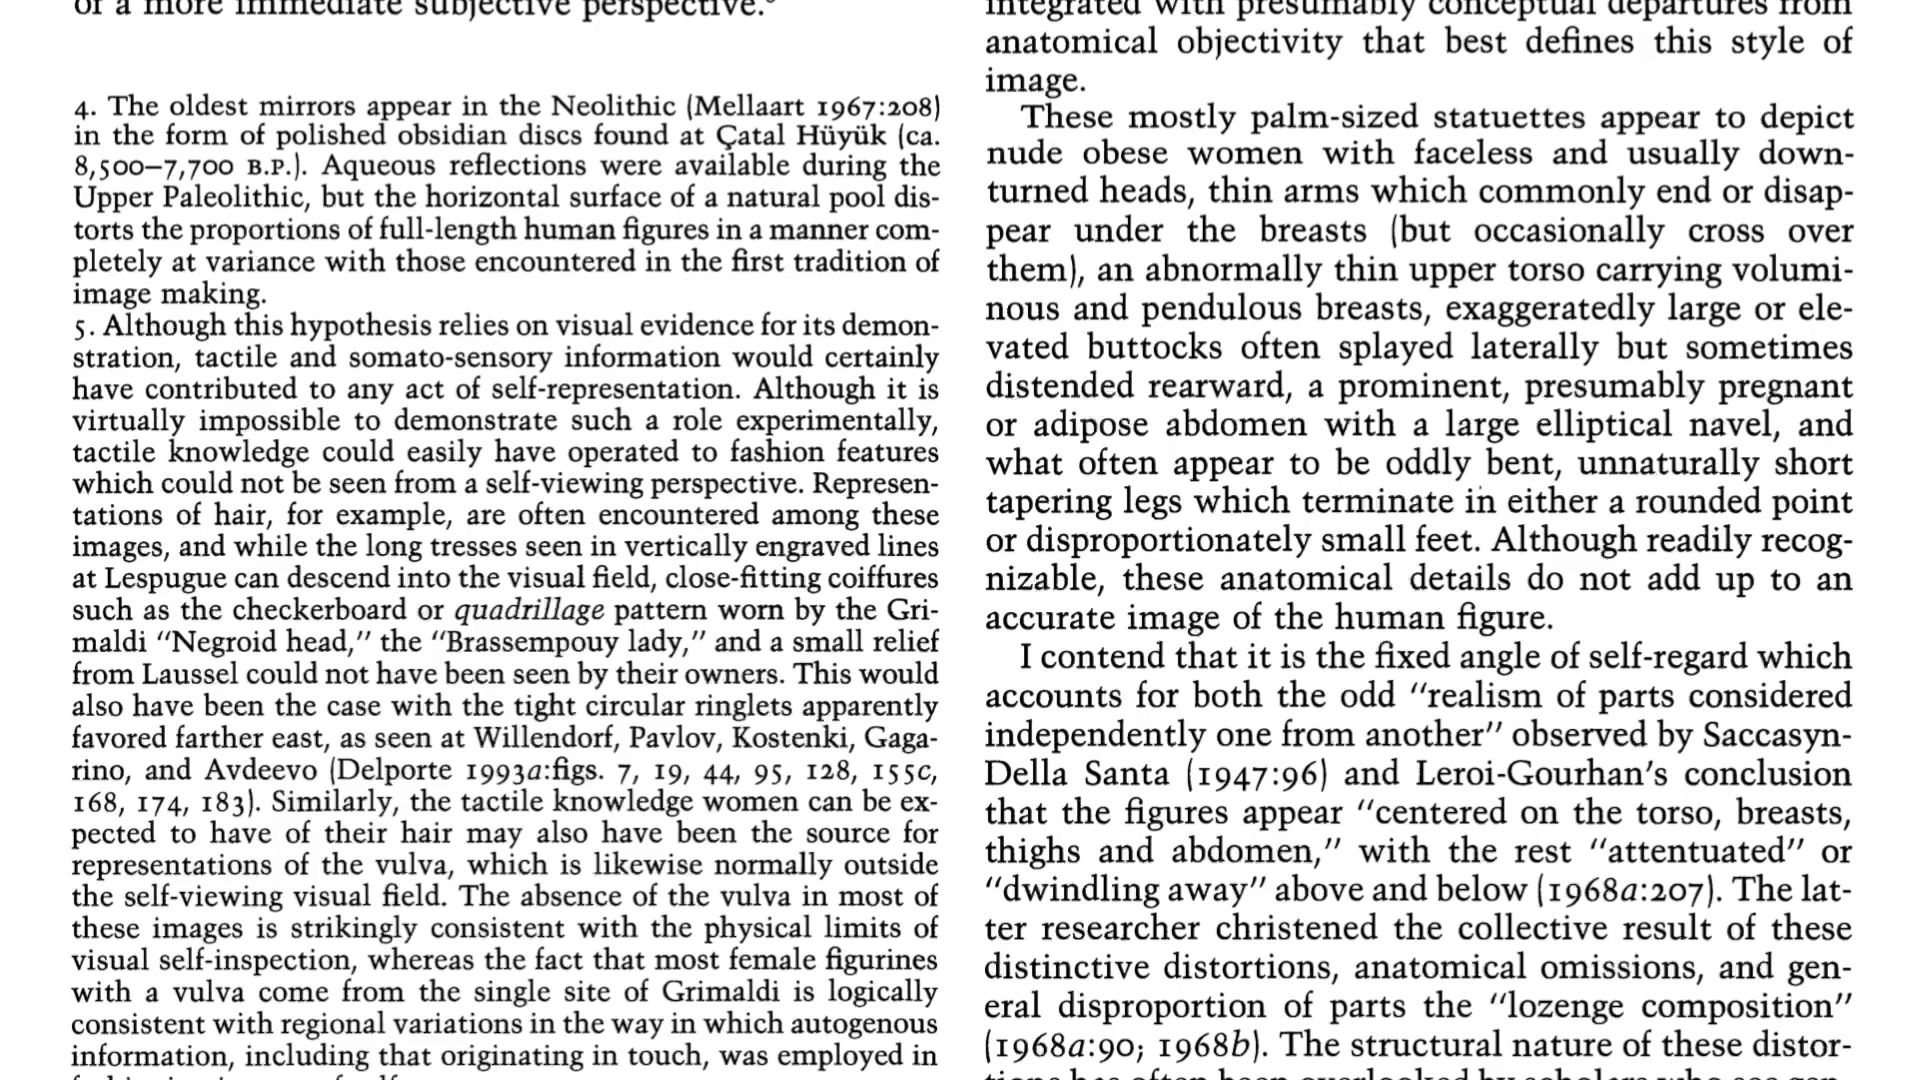 of a more immediate subjective perspective.
4. The oldest mirrors appear in the Neolithic (Mellaart 1967:208)
in the form of polished obsidian discs found at Çatal Hüyük (ca.
8,500–7,700 B.P.). Aqueous reflections were available during the
Upper Paleolithic, but the horizontal surface of a natural pool dis-
torts the proportions of full-length human figures in a manner com-
pletely at variance with those encountered in the first tradition of
image making.
5. Although this hypothesis relies on visual evidence for its demon-
stration, tactile and somato-sensory information would certainly
have contributed to any act of self-representation. Although it is
virtually impossible to demonstrate such a role experimentally,
tactile knowledge could easily have operated to fashion features
which could not be seen from a self-viewing perspective. Represen-
tations of hair, for example, are often encountered among these
images, and while the long tresses seen in vertically engraved lines
at Lespugue can descend into the visual field, close-fitting coiffures
such as the checkerboard or quadrillage pattern worn by the Gri-
maldi “Negroid head,” the “Brassempouy lady,” and a small relief
from Laussel could not have been seen by their owners. This would
also have been the case with the tight circular ringlets apparently
favored farther east, as seen at Willendorf, Pavlov, Kostenki, Gaga-
rino, and Avdeevo (Delporte 1993a:figs. 7, 19, 44, 95, 128, 155c,
168, 174, 183). Similarly, the tactile knowledge women can be ex-
pected to have of their hair may also have been the source for
representations of the vulva, which is likewise normally outside
the self-viewing visual field. The absence of the vulva in most of
these images is strikingly consistent with the physical limits of
visual self-inspection, whereas the fact that most female figurines
with a vulva come from the single site of Grimaldi is logically
consistent with regional variations in the way in which autogenous
information, including that originating in touch, was employed in
integrated with presumably conceptual departures from
anatomical objectivity that best defines this style of
image.
These mostly palm-sized statuettes appear to depict
nude obese women with faceless and usually down-
turned heads, thin arms which commonly end or disap-
pear under the breasts (but occasionally cross over
them), an abnormally thin upper torso carrying volumi-
nous and pendulous breasts, exaggeratedly large or ele-
vated buttocks often splayed laterally but sometimes
distended rearward, a prominent, presumably pregnant
or adipose abdomen with a large elliptical navel, and
what often appear to be oddly bent, unnaturally short
tapering legs which terminate in either a rounded point
or disproportionately small feet. Although readily recog-
nizable, these anatomical details do not add up to an
accurate image of the human figure.
I contend that it is the fixed angle of self-regard which
accounts for both the odd “realism of parts considered
independently one from another” observed by Saccasyn-
Della Santa (1947:96) and Leroi-Gourhan’s conclusion
that the figures appear “centered on the torso, breasts,
thighs and abdomen,” with the rest “attentuated” or
“dwindling away” above and below (1968a:207). The lat-
ter researcher christened the collective result of these
distinctive distortions, anatomical omissions, and gen-
eral disproportion of parts the “lozenge composition”
(1968a:90; 1968b). The structural nature of these distor-
tions has often been overlooked by scholars who see gen-